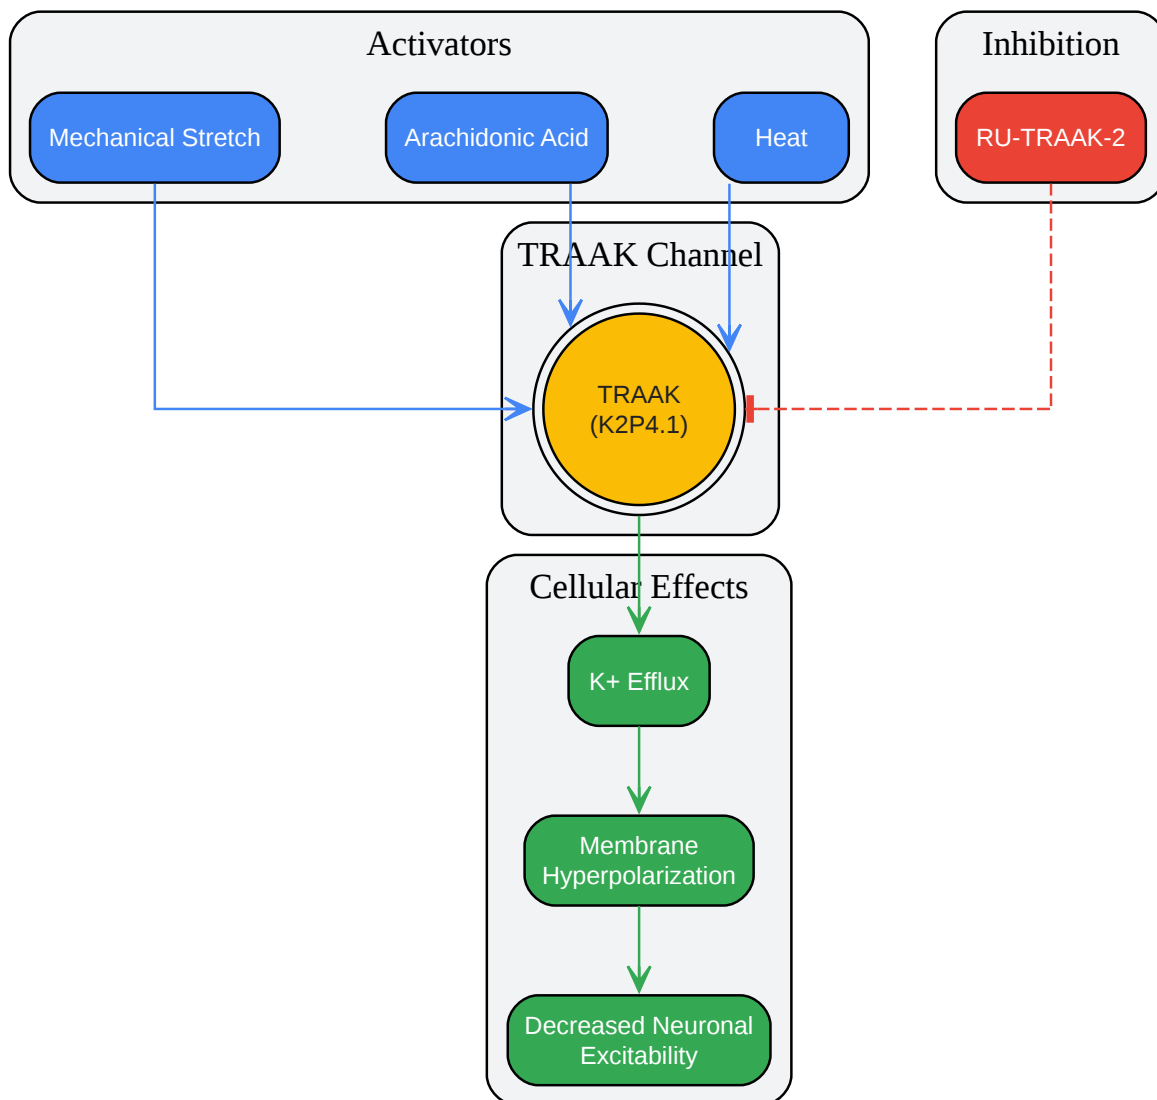 Activators
Inhibition
Mechanical Stretch
Arachidonic Acid
Heat
RU-TRAAK-2
TRAAK Channel
TRAAK
(K2P4.1)
Cellular Effects
K+ Efflux
Membrane
Hyperpolarization
Decreased Neuronal
Excitability